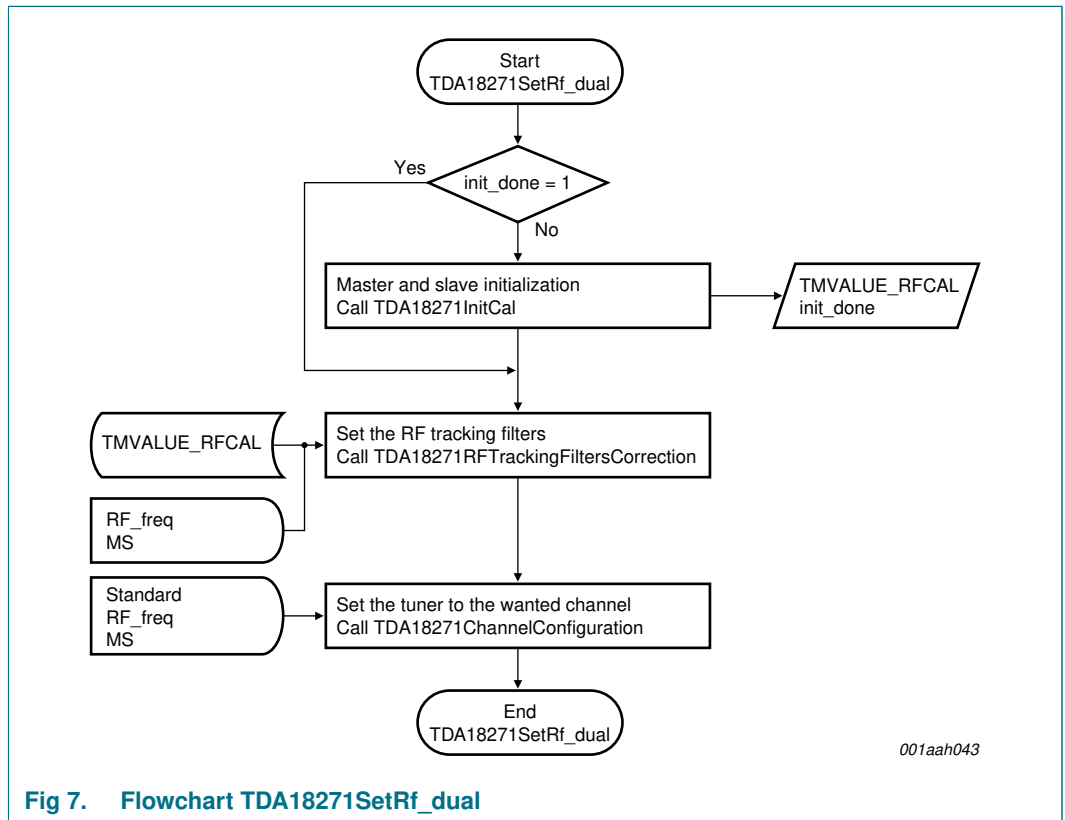 Start
TDA18271SetRf_dual
Yes
init_done = 1
No
Master and slave initialization
Call TDA18271InitCal
TMVALUE_RFCAL
init_done
TMVALUE_RFCAL
Set the RF tracking filters
Call TDA18271RFTrackingFiltersCorrection
RF_freq
MS
Standard
RF_freq
MS
Set the tuner to the wanted channel
Call TDA18271ChannelConfiguration
End
TDA18271SetRf_dual
001aah043
Fig 7. Flowchart TDA18271SetRf_dual